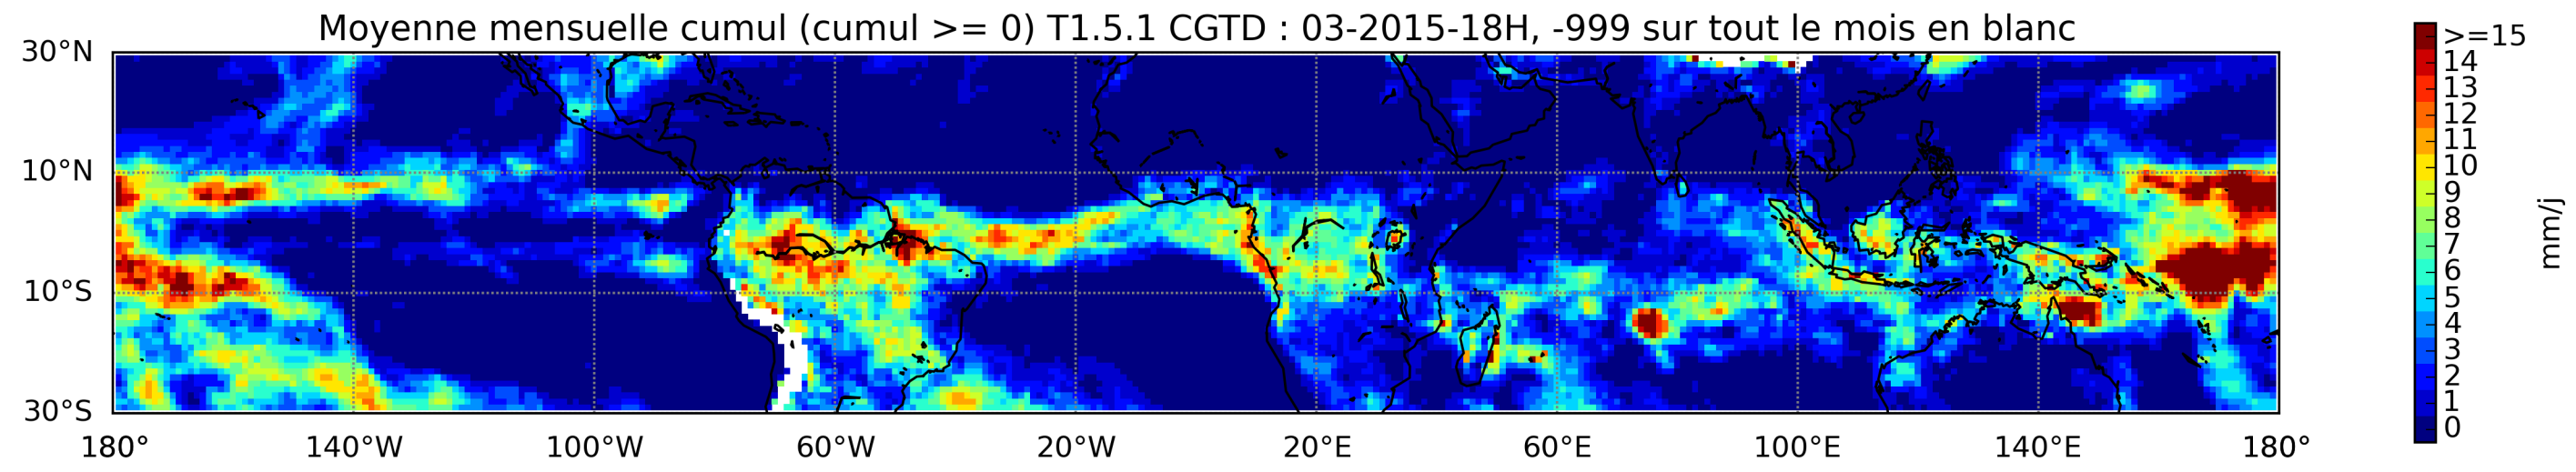 Moyenne mensuelle cumul (cumul >= 0) T1.5.1 CGTD : 03-2015-18H, -999 sur tout le mois en blanc
30°N
10°N
10°S
30°S
180° 140°W 100°W 60°W 20°W 20°E 60°E 100°E 140°E 180°
>=15
14
13
12
11
10
9
8
7
6
5
4
3
2
1
0
mm/j